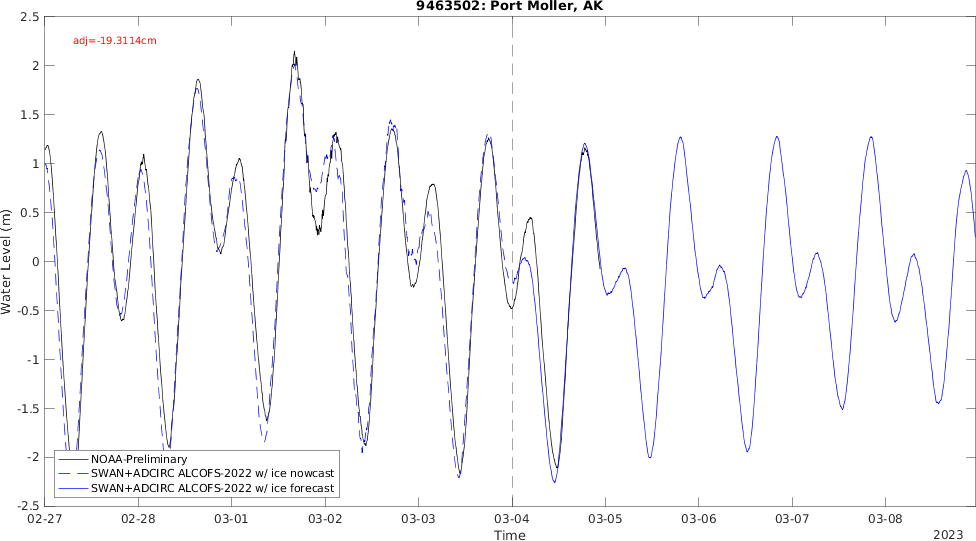 9463502: Port Moller, AK
adj=-19.3114cm
Water Level (m)
2.5
2
1.5
1
0.5
0
-0.5
-1
-1.5
-2
-2.5
NOAA-Preliminary
SWAN+ADCIRC ALCOFS-2022 w/ ice nowcast
SWAN+ADCIRC ALCOFS-2022 w/ ice forecast
02-27 02-28 03-01 03-02 03-03 03-04 03-05 03-06 03-07 03-08
Time
2023